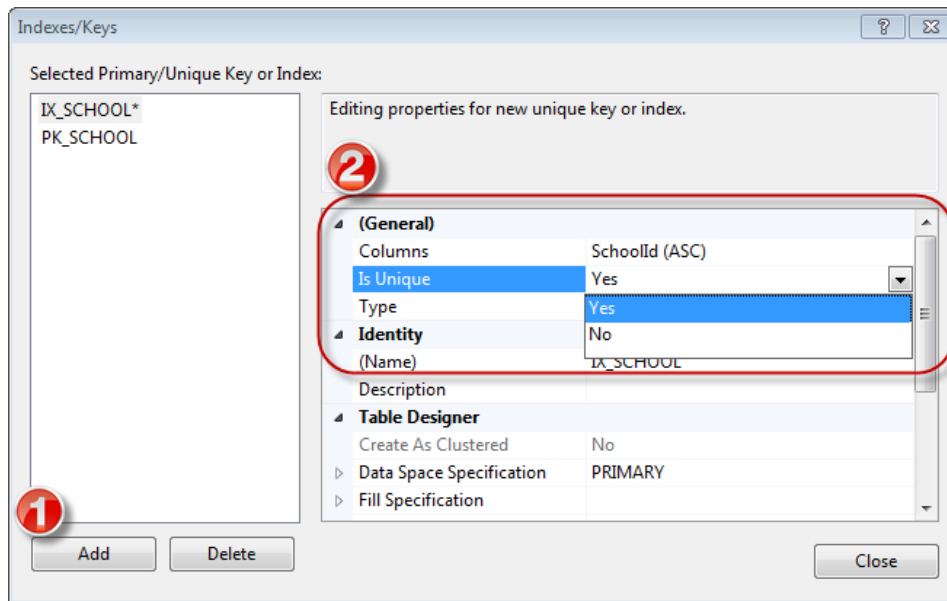 Indexes/Keys
Selected Primary/Unique Key or Index:
IX_SCHOOL*
PK_SCHOOL
Editing properties for new unique key or index.
2
(General)
Columns SchoolId (ASC)
Is Unique Yes
Type Yes
No
Identity
(Name) IX_SCHOOL
Description
Table Designer
Create As Clustered No
Data Space Specification PRIMARY
Fill Specification
1
Add Delete
Close